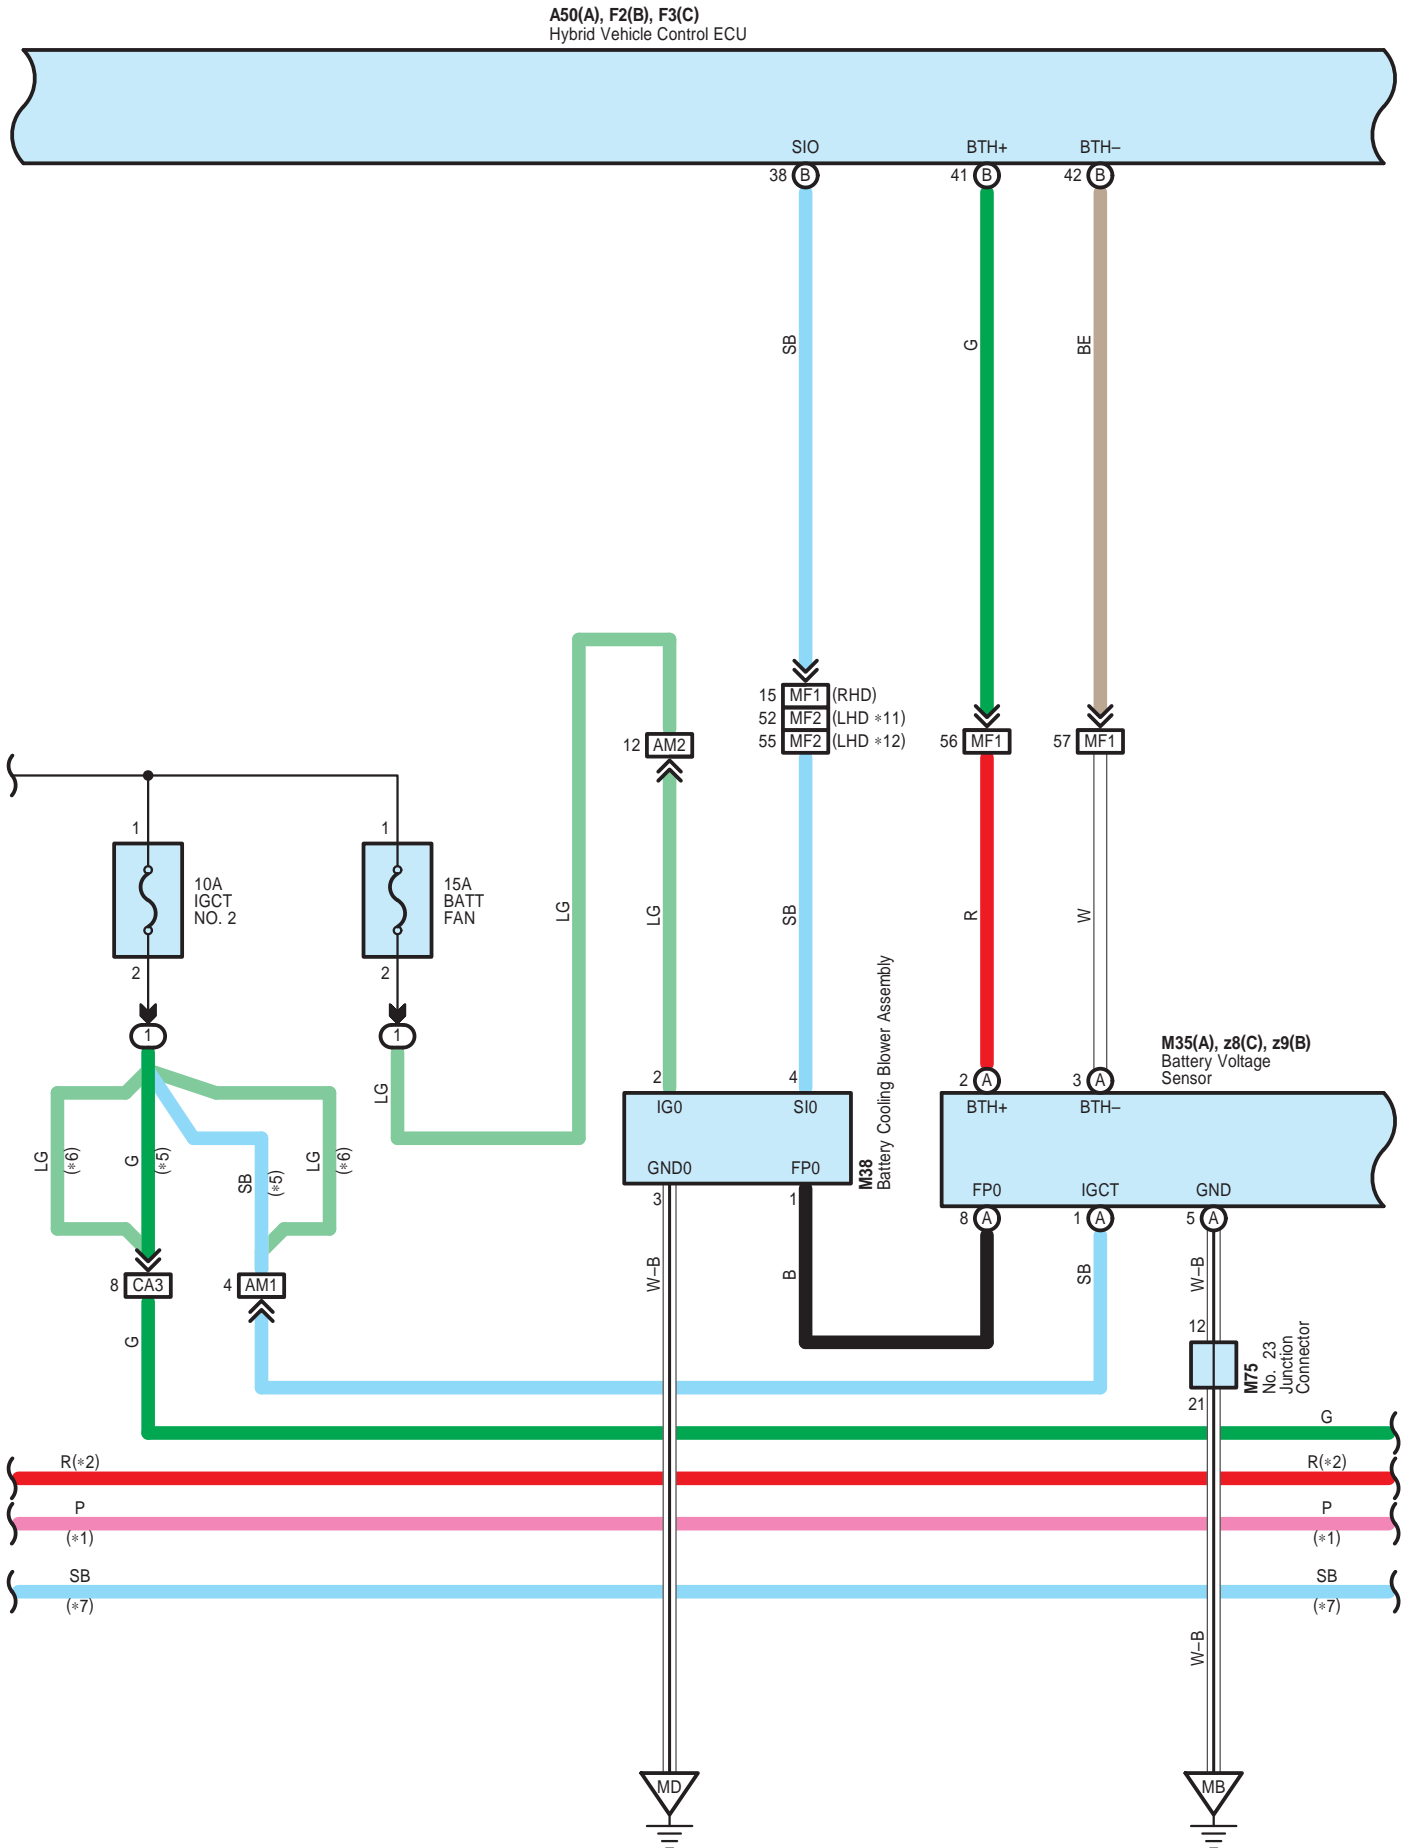 A50(A), F2(B), F3(C)
Hybrid Vehicle Control ECU
SIO
BTH+
BTH–
38 B
41 B
42 B
SB
G
BE
15 MF1 (RHD)
52 MF2 (LHD *11)
55 MF2 (LHD *12)
12 AM2
56 MF1
57 MF1
1
1
10A
IGCT
NO. 2
15A
BATT
FAN
2
2
1
1
LG
LG
SB
R
W
LG
M38
Battery Cooling Blower Assembly
M35(A), z8(C), z9(B)
Battery Voltage
Sensor
2
4
2 A
3 A
IG0
SI0
BTH+
BTH–
GND0
FP0
3
1
FP0
IGCT
GND
8 A
1 A
5 A
LG
(*6)
G
(*5)
SB
(*5)
LG
(*6)
8 CA3
4 AM1
G
W–B
B
SB
W–B
12
M75
No. 23
Junction
Connector
21
G
R(*2)
R(*2)
P
P
(*1)
(*1)
SB
SB
(*7)
(*7)
W–B
MD
MB